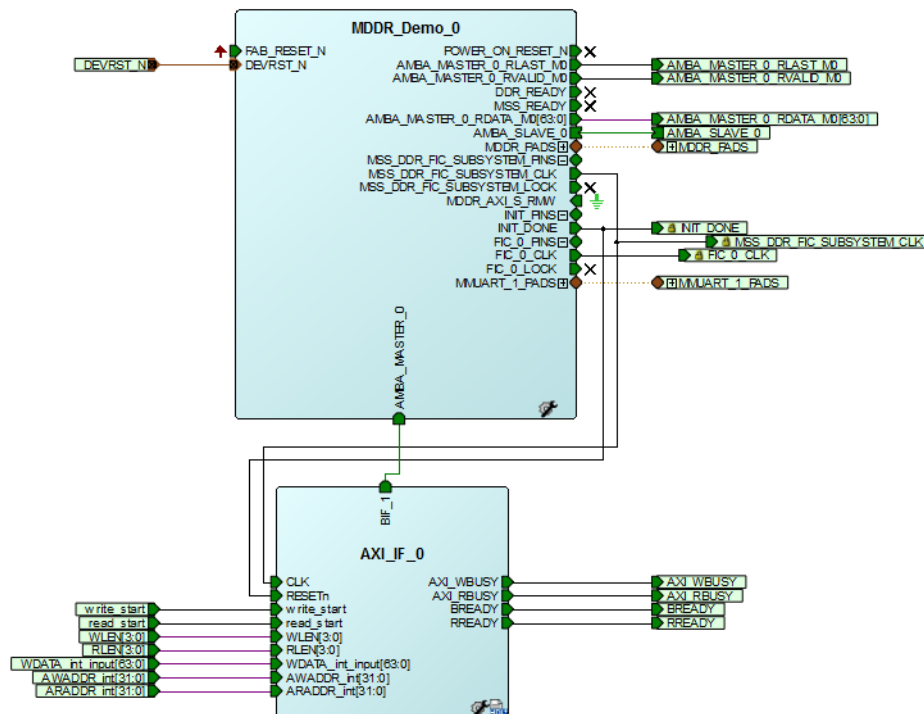 MDDR_Demo_0
FAB_RESET_N
POWER_ON_RESET_N
DEVRST_N
DEVRST_N
AMBA_MASTER_0_RLAST_M0
AMBA_MASTER_0_RLAST_M0
AMBA_MASTER_0_RVALID_M0
AMBA_MASTER_0_RVALID_M0
DDR_READY
MSS_READY
AMBA_MASTER_0_RDATA_M0[63:0]
AMBA_MASTER_0_RDATA_M0[63:0]
AMBA_SLAVE_0
AMBA_SLAVE_0
MDDR_PADS
MDDR_PADS
MSS_DDR_FIC_SUBSYSTEM_PINS
MSS_DDR_FIC_SUBSYSTEM_CLK
MSS_DDR_FIC_SUBSYSTEM_LOCK
MDDR_AXI_S_RMW
INIT_PINS
INIT_DONE
INIT_DONE
FIC_0_PINS
MSS_DDR_FIC_SUBSYSTEM_CLK
FIC_0_CLK
FIC_0_CLK
FIC_0_LOCK
MMUART_1_PADS
MMUART_1_PADS
AMBA_MASTER_0
BIF_1
AXI_IF_0
CLK
AXI_WBUSY
AXI_WBUSY
RESETn
AXI_RBUSY
AXI_RBUSY
write_start
write_start
BREADY
BREADY
read_start
read_start
RREADY
RREADY
WLEN[3:0]
WLEN[3:0]
RLEN[3:0]
RLEN[3:0]
WDATA_int_input[63:0]
WDATA_int_input[63:0]
AWADDR_int[31:0]
AWADDR_int[31:0]
ARADDR_int[31:0]
ARADDR_int[31:0]